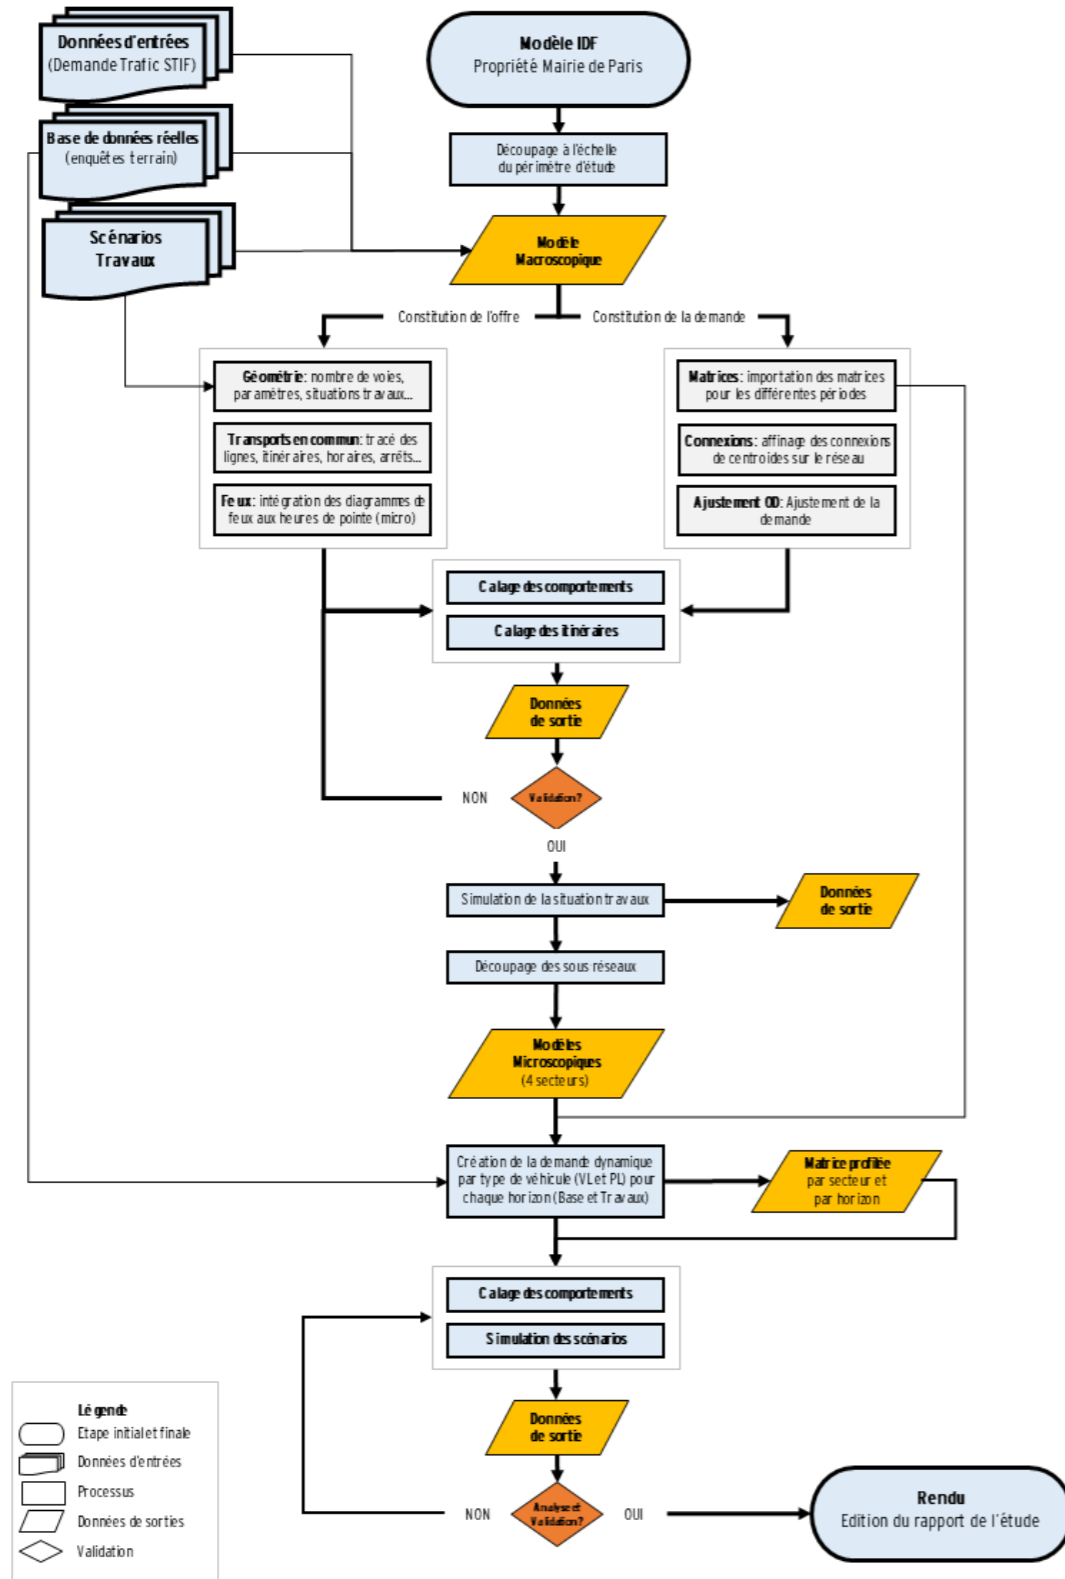 Données d'entrées
(Demande Trafic STIF)
Base de données réelles
(enquêtes terrain)
Scénarios
Travaux
Modèle IDF
Propriété Mairie de Paris
Découpage à l'échelle
du périmètre d'étude
Modèle
Macroscopique
Constitution de l'offre
Constitution de la demande
Géométrie: nombre de voies,
paramètres, situations travaux...
Transports en commun: tracé des
lignes, itinéraires, horaires, arrêts...
Feux: intégration des diagrammes de
feux aux heures de pointe (micro)
Matrices: importation des matrices
pour les différentes périodes
Connexions: affinage des connexions
de centroides sur le réseau
Ajustement OD: Ajustement de la
demande
Calage des comportements
Calage des itinéraires
Données
de sortie
Validation?
NON
OUI
Simulation de la situation travaux
Données
de sortie
Découpage des sous réseaux
Modèles
Microscopiques
(4 secteurs)
Création de la demande dynamique
par type de véhicule (VL et PL) pour
chaque horizon (Base et Travaux)
Matrice profilée
par secteur et
par horizon
Calage des comportements
Simulation des scénarios
Données
de sortie
Analyse et
Validation?
NON
OUI
Rendu
Edition du rapport de l'étude
Légende
Etape initial et finale
Données d'entrées
Processus
Données de sorties
Validation